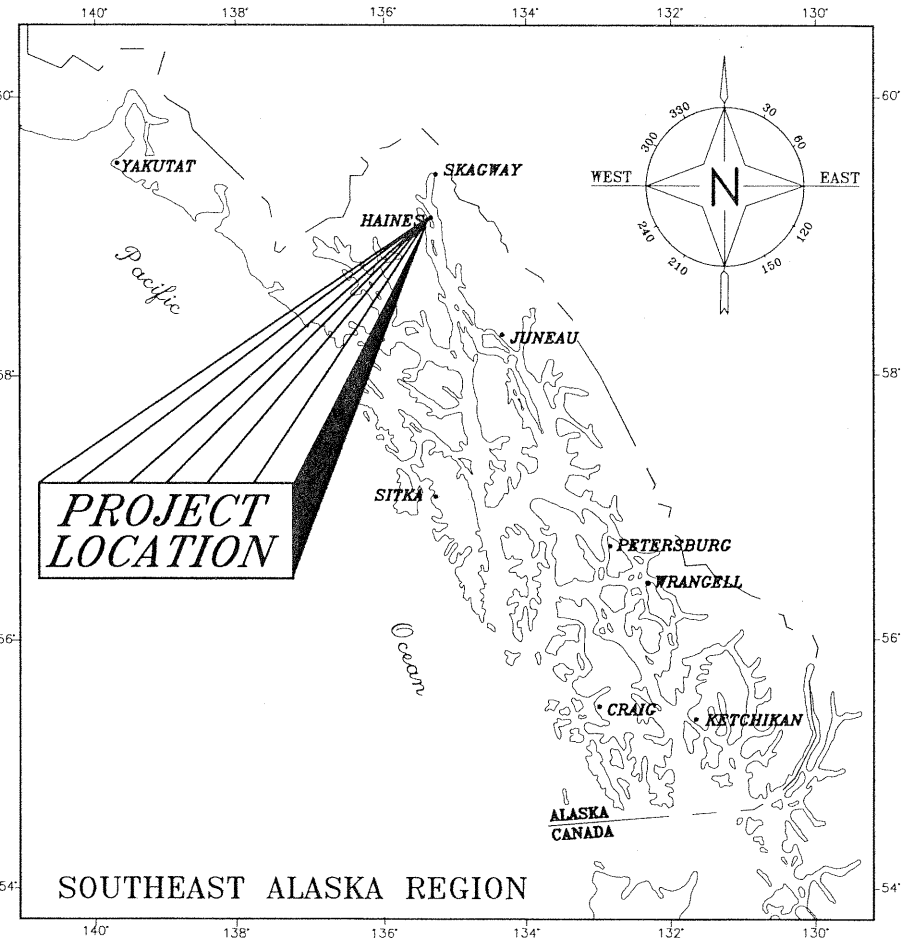 140° 138° 136° 134° 132° 130°
60° 60°
330 30
300 60
WEST N EAST
240 120
210 150
YAKUTAT
SKAGWAY
HAINES
Pacific
JUNEAU
58° 58°
PROJECT
LOCATION
SITKA
PETERSBURG
WRANGELL
56° 56°
Ocean
CRAIG
KETCHIKAN
ALASKA
CANADA
SOUTHEAST ALASKA REGION
54° 54°
140° 138° 136° 134° 132° 130°